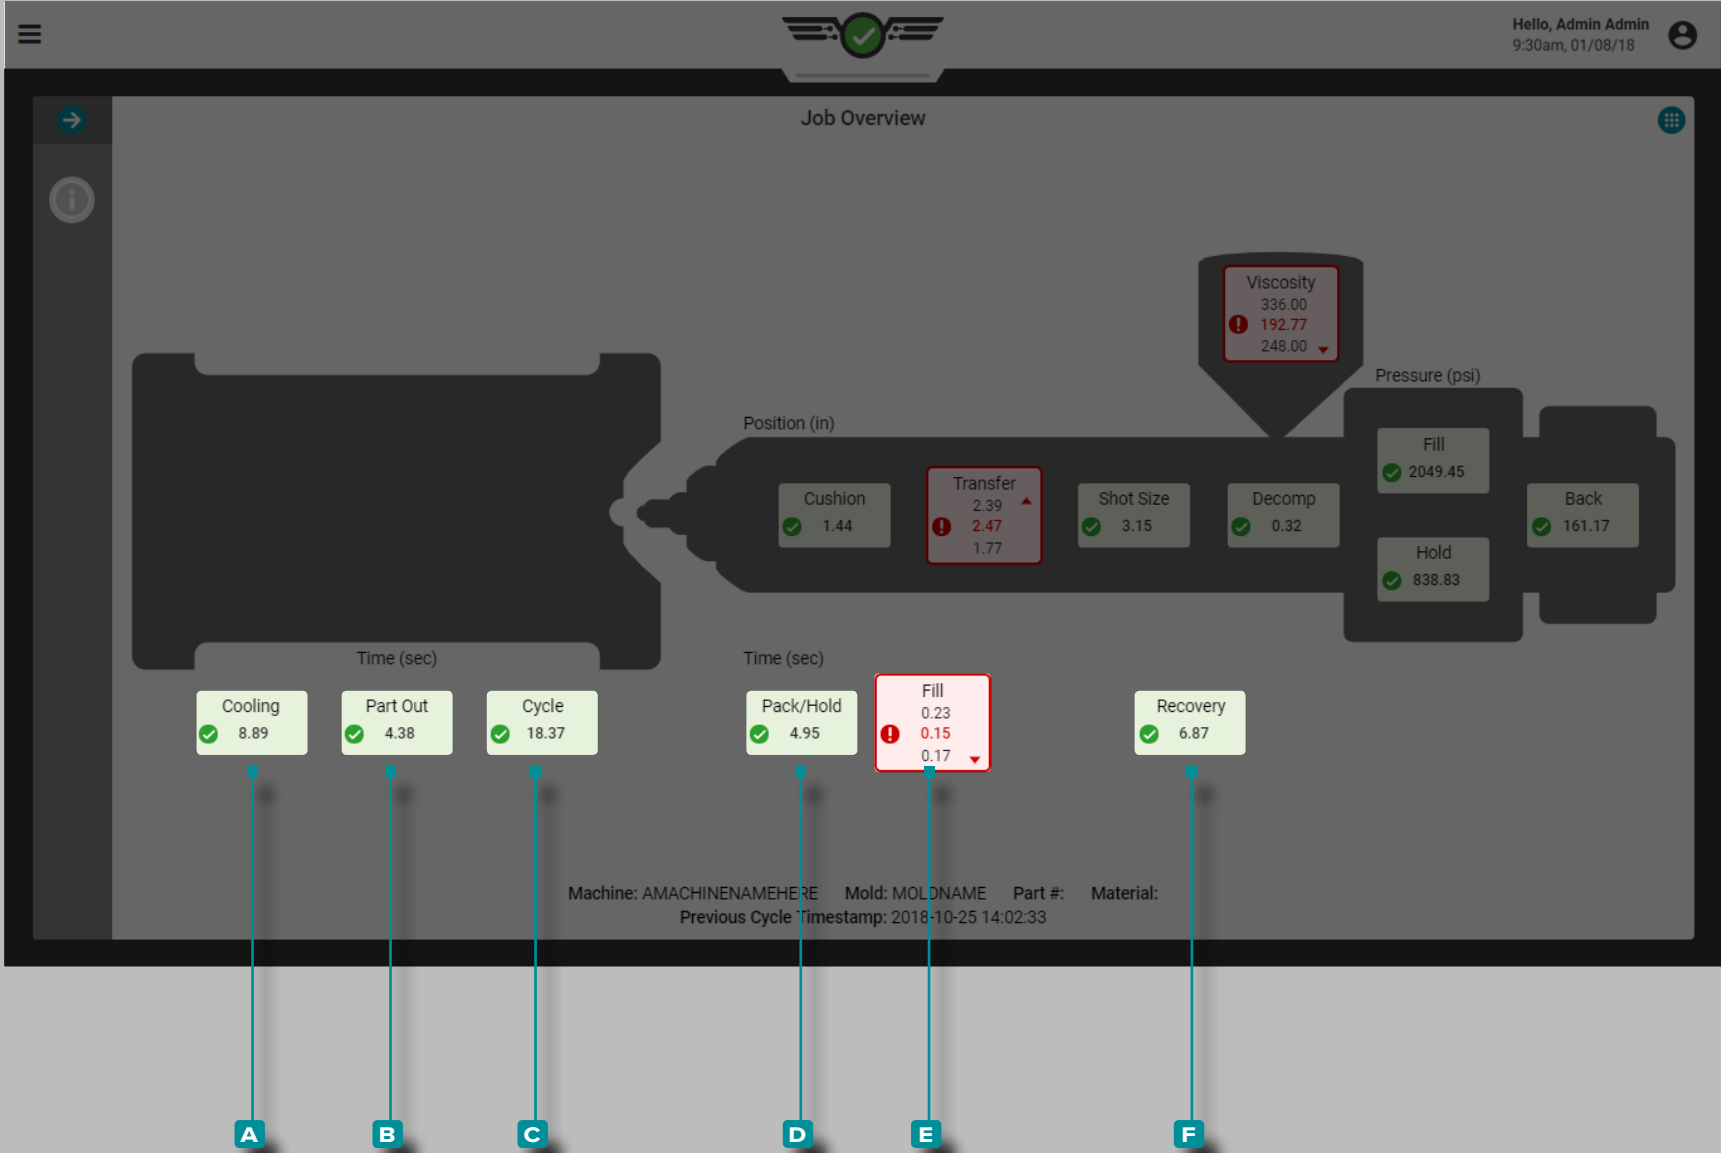 Hello, Admin Admin
9:30am, 01/08/18
Job Overview
Viscosity
336.00
192.77
248.00
Pressure (psi)
Position (in)
Fill
2049.45
Cushion
1.44
Transfer
2.39
2.47
1.77
Shot Size
3.15
Decomp
0.32
Back
161.17
Hold
838.83
Time (sec)
Time (sec)
Cooling
8.89
Part Out
4.38
Cycle
18.37
Pack/Hold
4.95
Fill
0.23
0.15
0.17
Recovery
6.87
Machine: AMACHINENAMEHERE Mold: MOLDNAME Part #: Material:
Previous Cycle Timestamp: 2018-10-25 14:02:33
A B C D E F